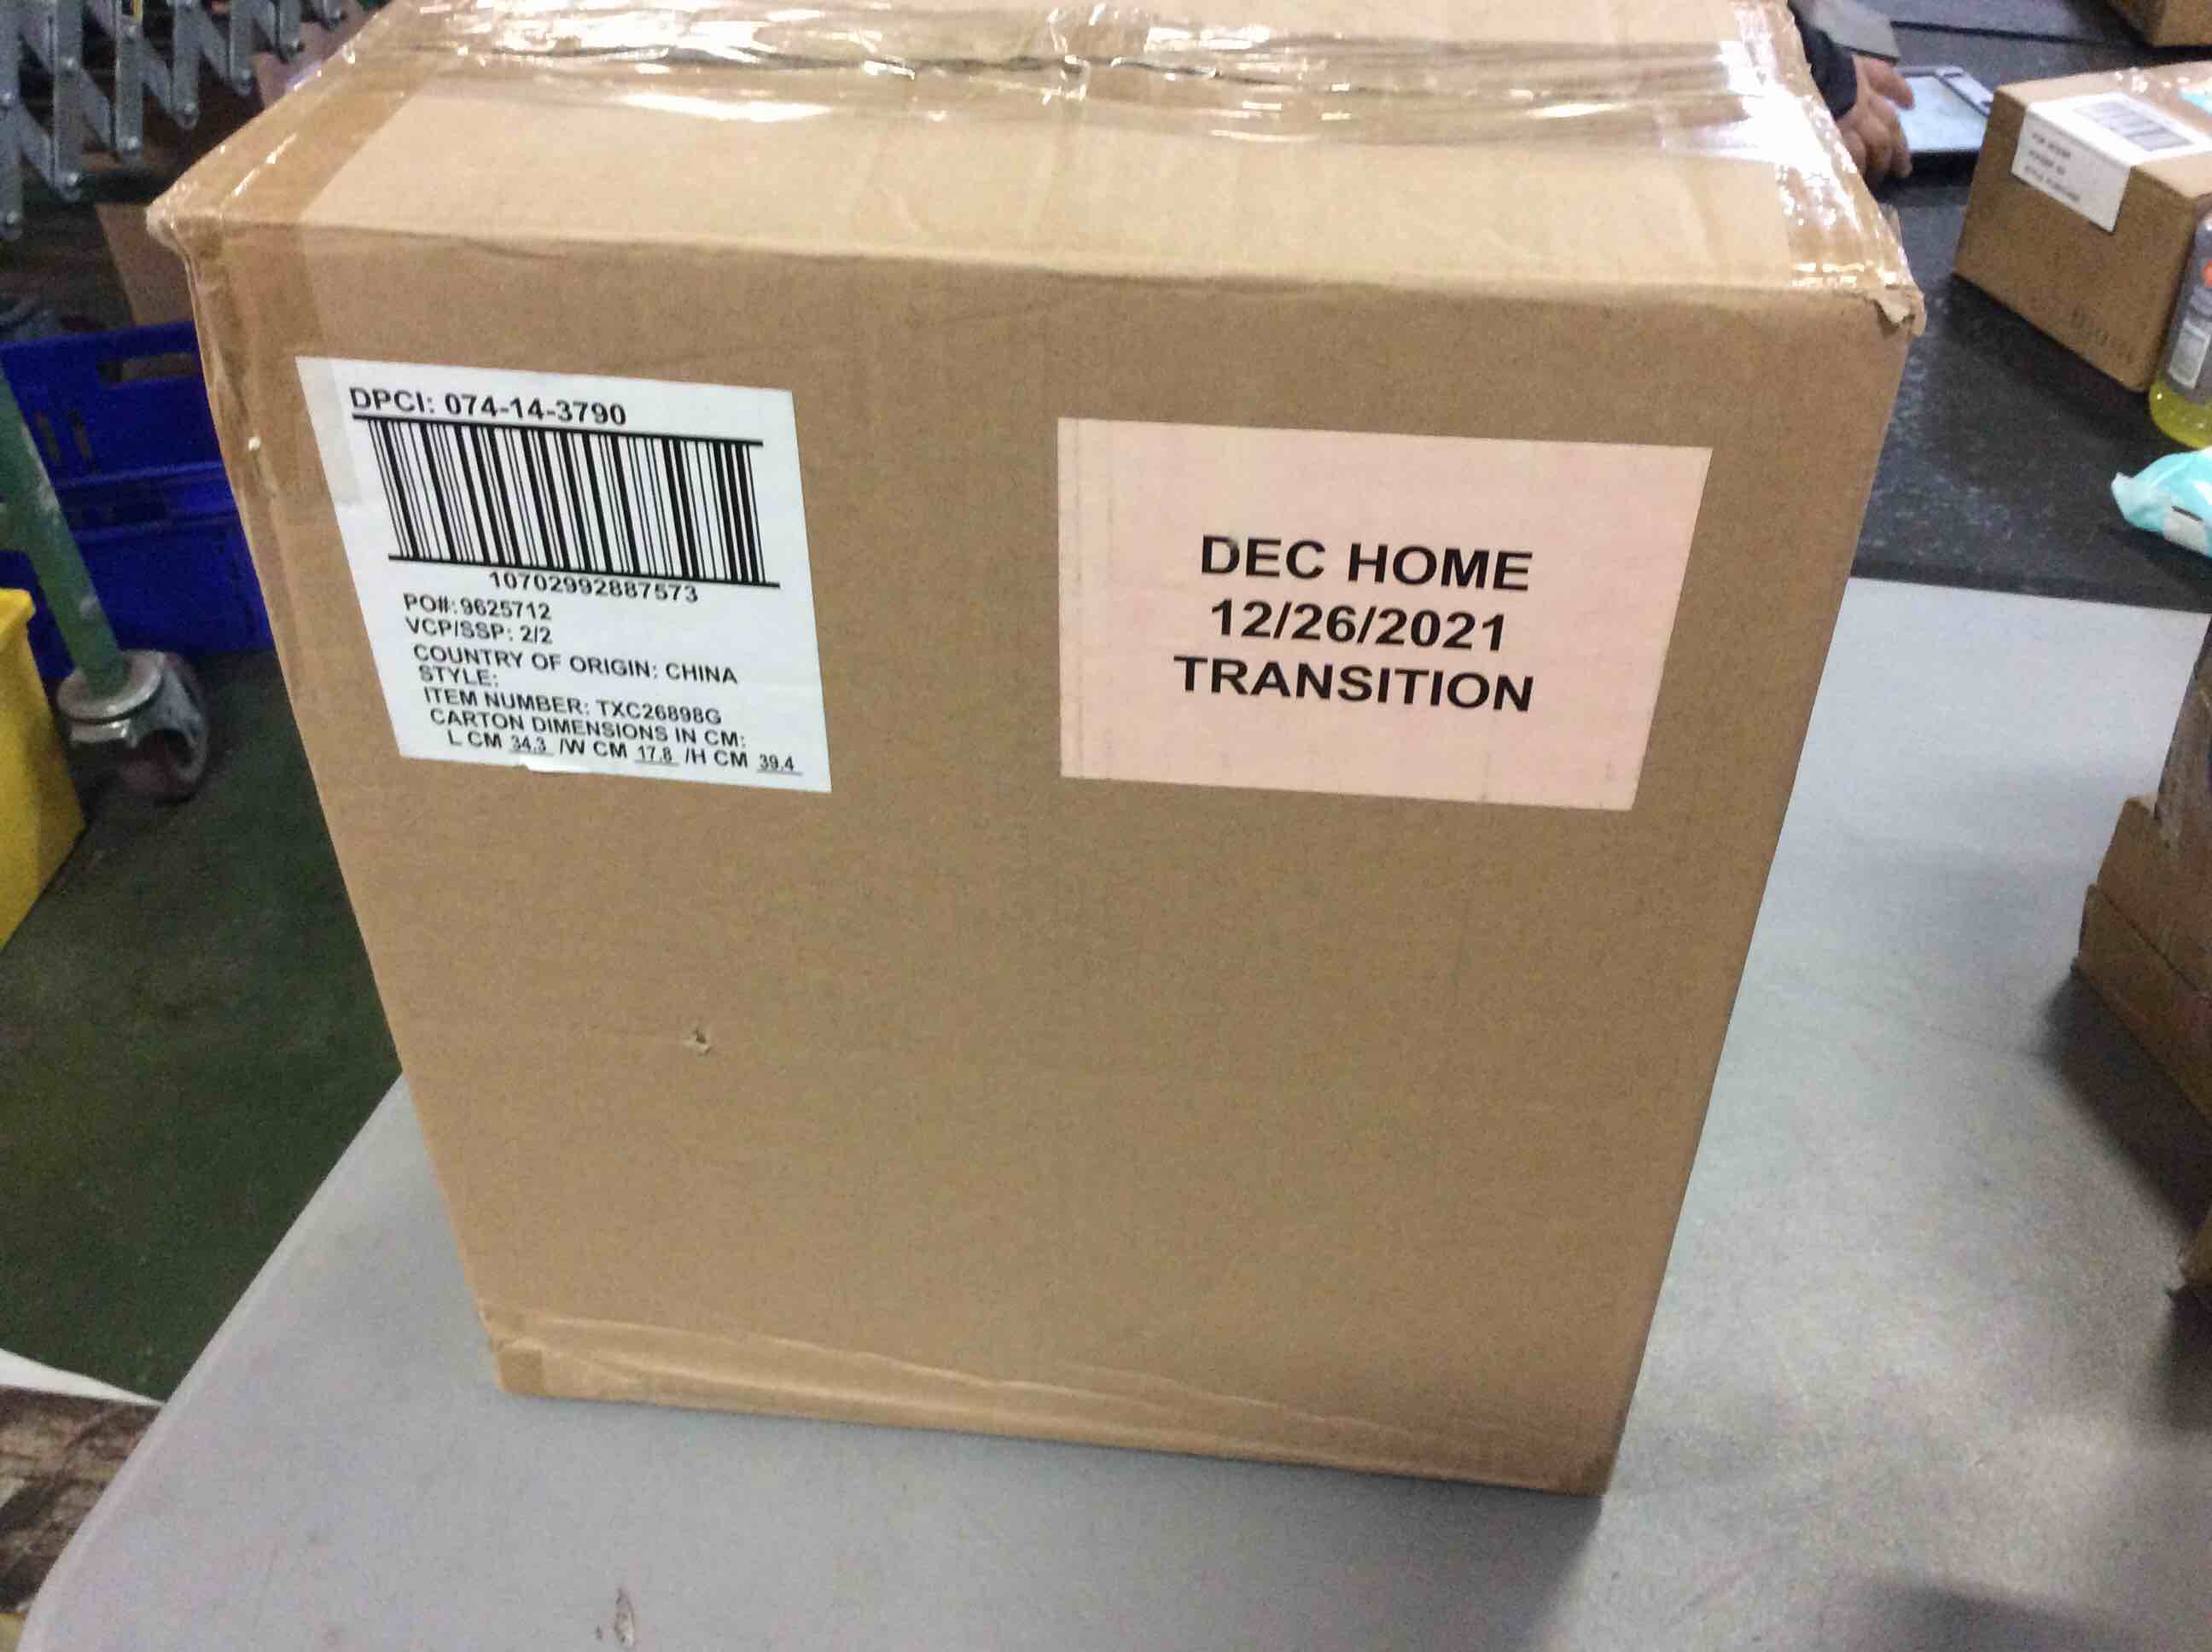 DPCI: 074-14-3790
10702992887573
PO#: 9625712
VCP/SSP: 2/2
COUNTRY OF ORIGIN: CHINA
STYLE:
ITEM NUMBER: TXC26898G
CARTON DIMENSIONS IN CM:
L CM 34.3 /W CM 17.8 /H CM 39.4
DEC HOME
12/26/2021
TRANSITION